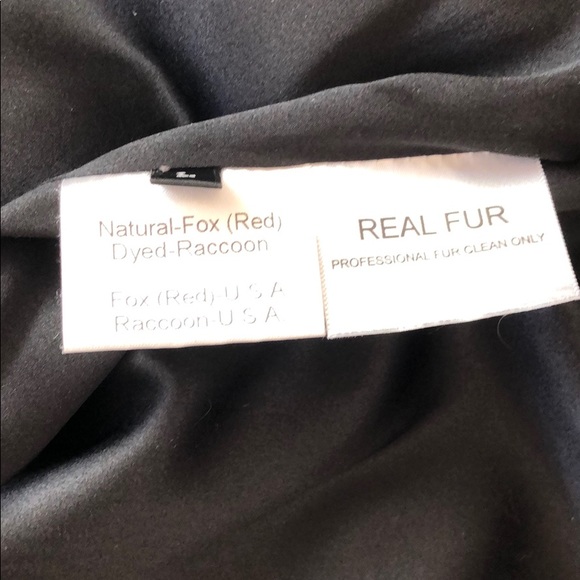 Natural-Fox (Red)
Dyed-Raccoon
Fox (Red)-U S A
Raccoon-U S A
REAL FUR
PROFESSIONAL FUR CLEAN ONLY